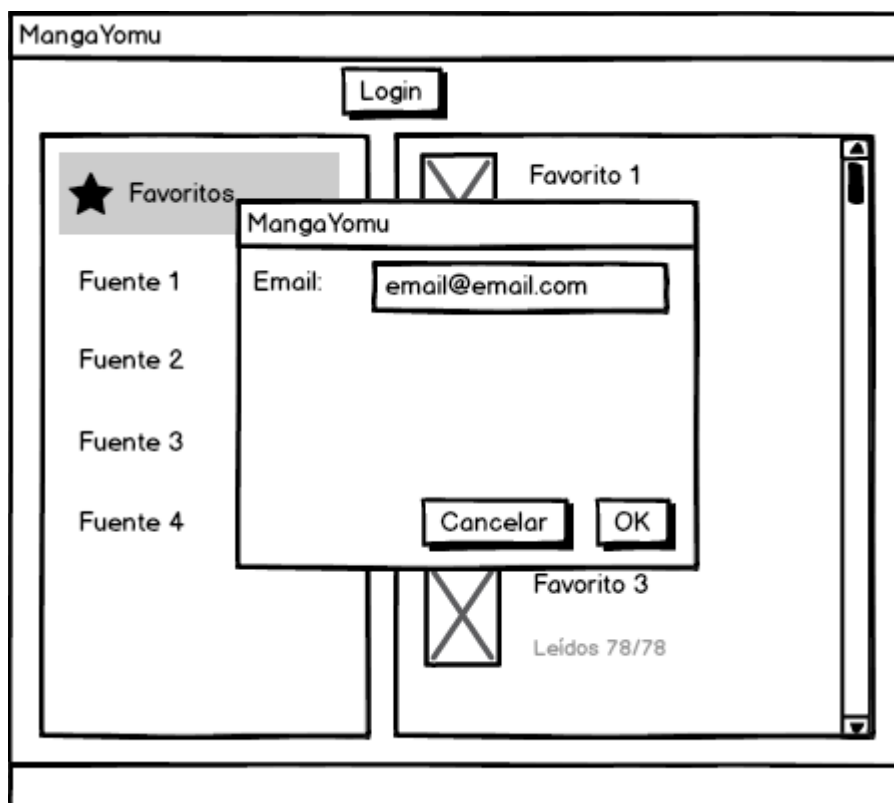 MangaYomu
Login
Favoritos
Fuente 1
Fuente 2
Fuente 3
Fuente 4
Favorito 1
MangaYomu
Email: email@email.com
Cancelar OK
Favorito 3
Leídos 78/78